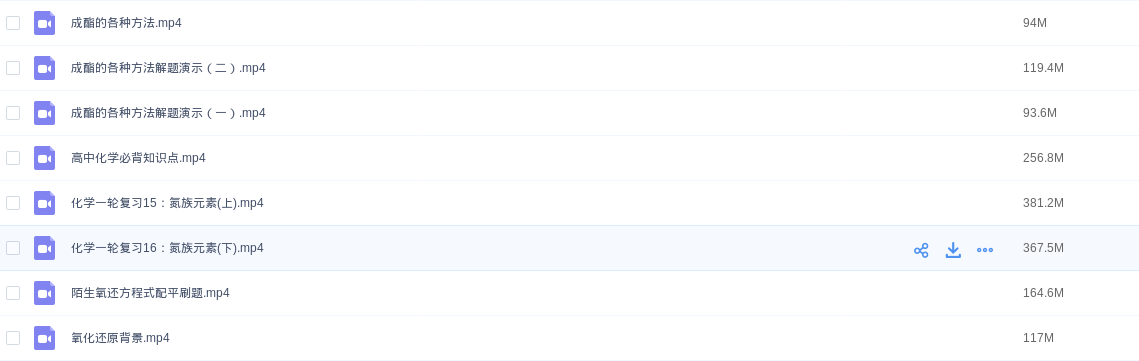 成酯的各种方法.mp4 94M
成酯的各种方法解题演示（二）.mp4 119.4M
成酯的各种方法解题演示（一）.mp4 93.6M
高中化学必背知识点.mp4 256.8M
化学一轮复习15：氮族元素(上).mp4 381.2M
化学一轮复习16：氮族元素(下).mp4 367.5M
陌生氧还方程式配平刷题.mp4 164.6M
氧化还原背景.mp4 117M